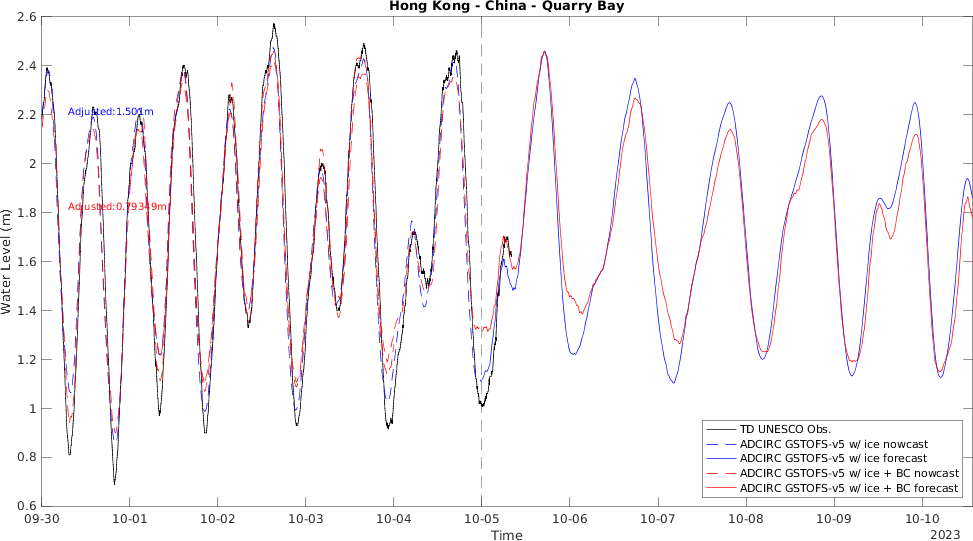 Hong Kong - China - Quarry Bay
2.6
2.4
2.2
2
1.8
1.6
1.4
1.2
1
0.8
0.6
Water Level (m)
Adjusted:1.501m
Adjusted:0.79349m
TD UNESCO Obs.
ADCIRC GSTOFS-v5 w/ ice nowcast
ADCIRC GSTOFS-v5 w/ ice forecast
ADCIRC GSTOFS-v5 w/ ice + BC nowcast
ADCIRC GSTOFS-v5 w/ ice + BC forecast
09-30 10-01 10-02 10-03 10-04 10-05 10-06 10-07 10-08 10-09 10-10
Time
2023